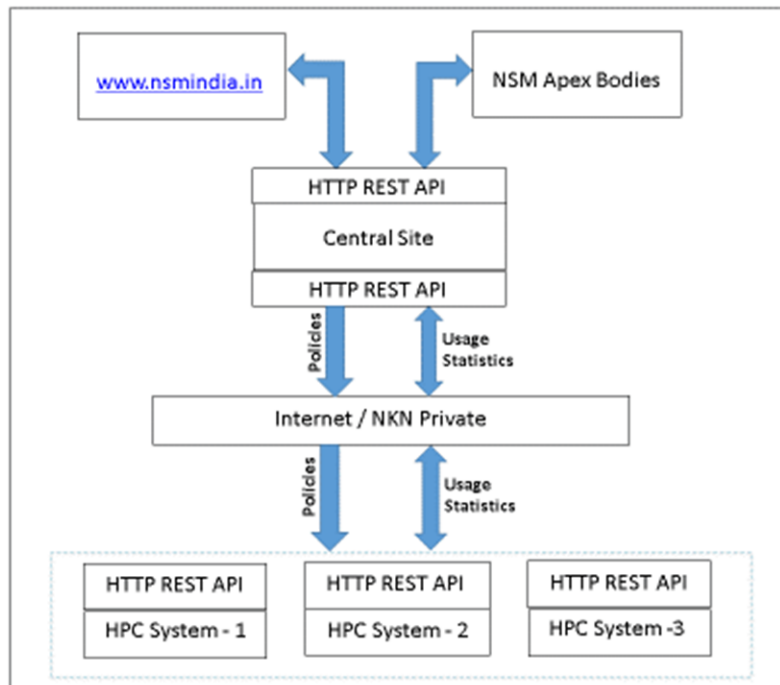 www.nsmindia.in
NSM Apex Bodies
HTTP REST API
Central Site
HTTP REST API
Policies
Usage
Statistics
Internet / NKN Private
Policies
Usage
Statistics
HTTP REST API
HPC System - 1
HTTP REST API
HPC System - 2
HTTP REST API
HPC System -3